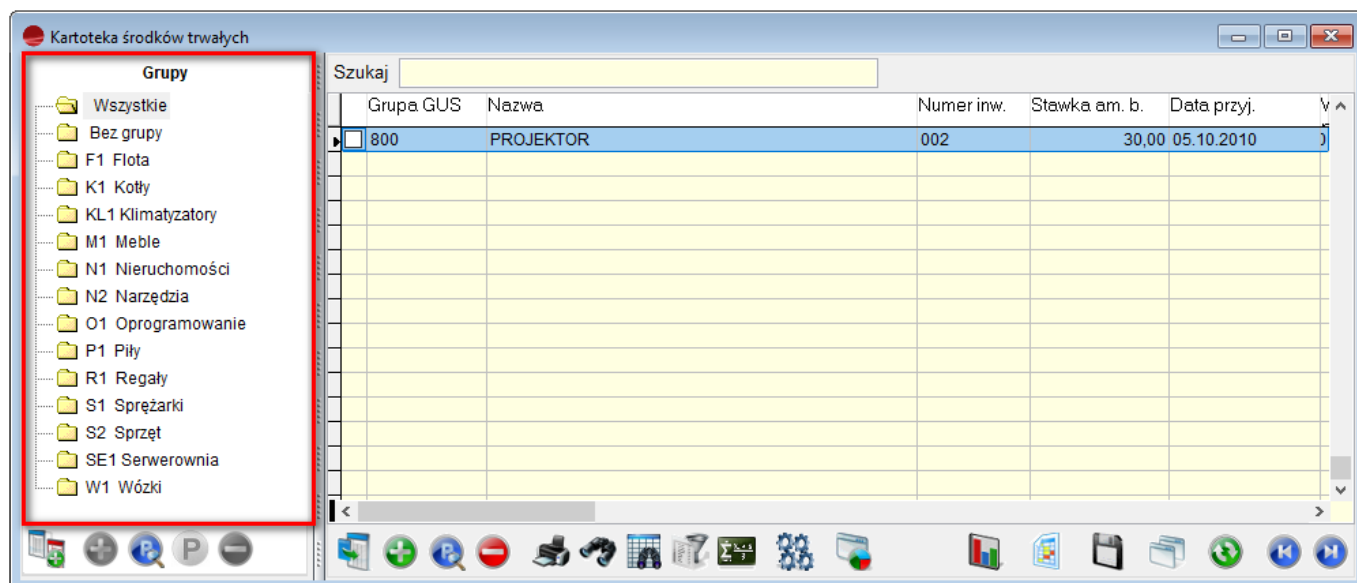 Kartoteka środków trwałych
Grupy
Wszystkie
Bez grupy
F1 Flota
K1 Kotły
KL1 Klimatyzatory
M1 Meble
N1 Nieruchomości
N2 Narzędzia
O1 Oprogramowanie
P1 Piły
R1 Regały
S1 Sprężarki
S2 Sprzęt
SE1 Serwerownia
W1 Wózki
Szukaj
Grupa GUS Nazwa Numer inw. Stawka am. b. Data przyj.
800 PROJEKTOR 002 30,00 05.10.2010